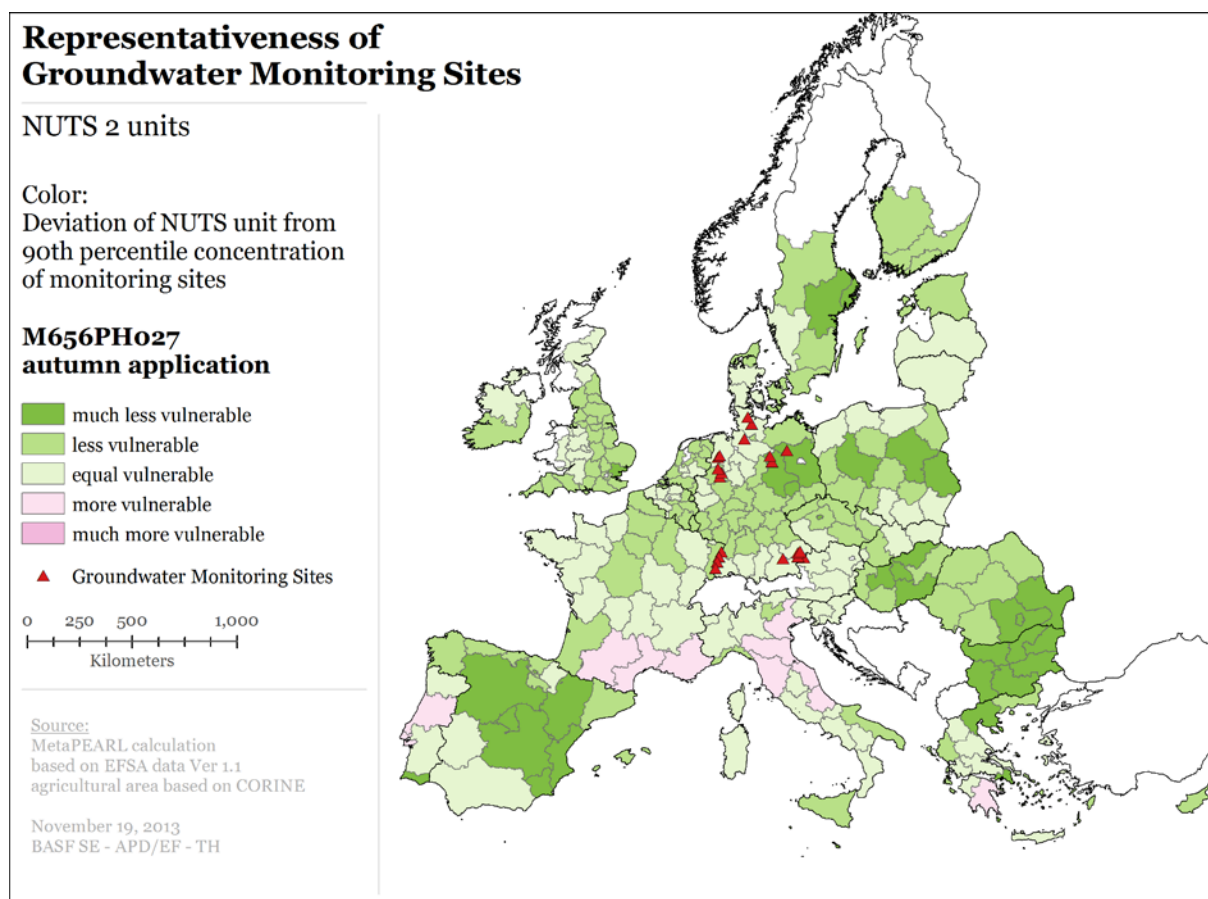 Representativeness of
Groundwater Monitoring Sites
NUTS 2 units
Color:
Deviation of NUTS unit from
90th percentile concentration
of monitoring sites
M656PH027
autumn application
much less vulnerable
less vulnerable
equal vulnerable
more vulnerable
much more vulnerable
Groundwater Monitoring Sites
0 250 500 1,000
Kilometers
Source:
MetaPEARL calculation
based on EFSA data Ver 1.1
agricultural area based on CORINE
November 19, 2013
BASF SE - APD/EF - TH